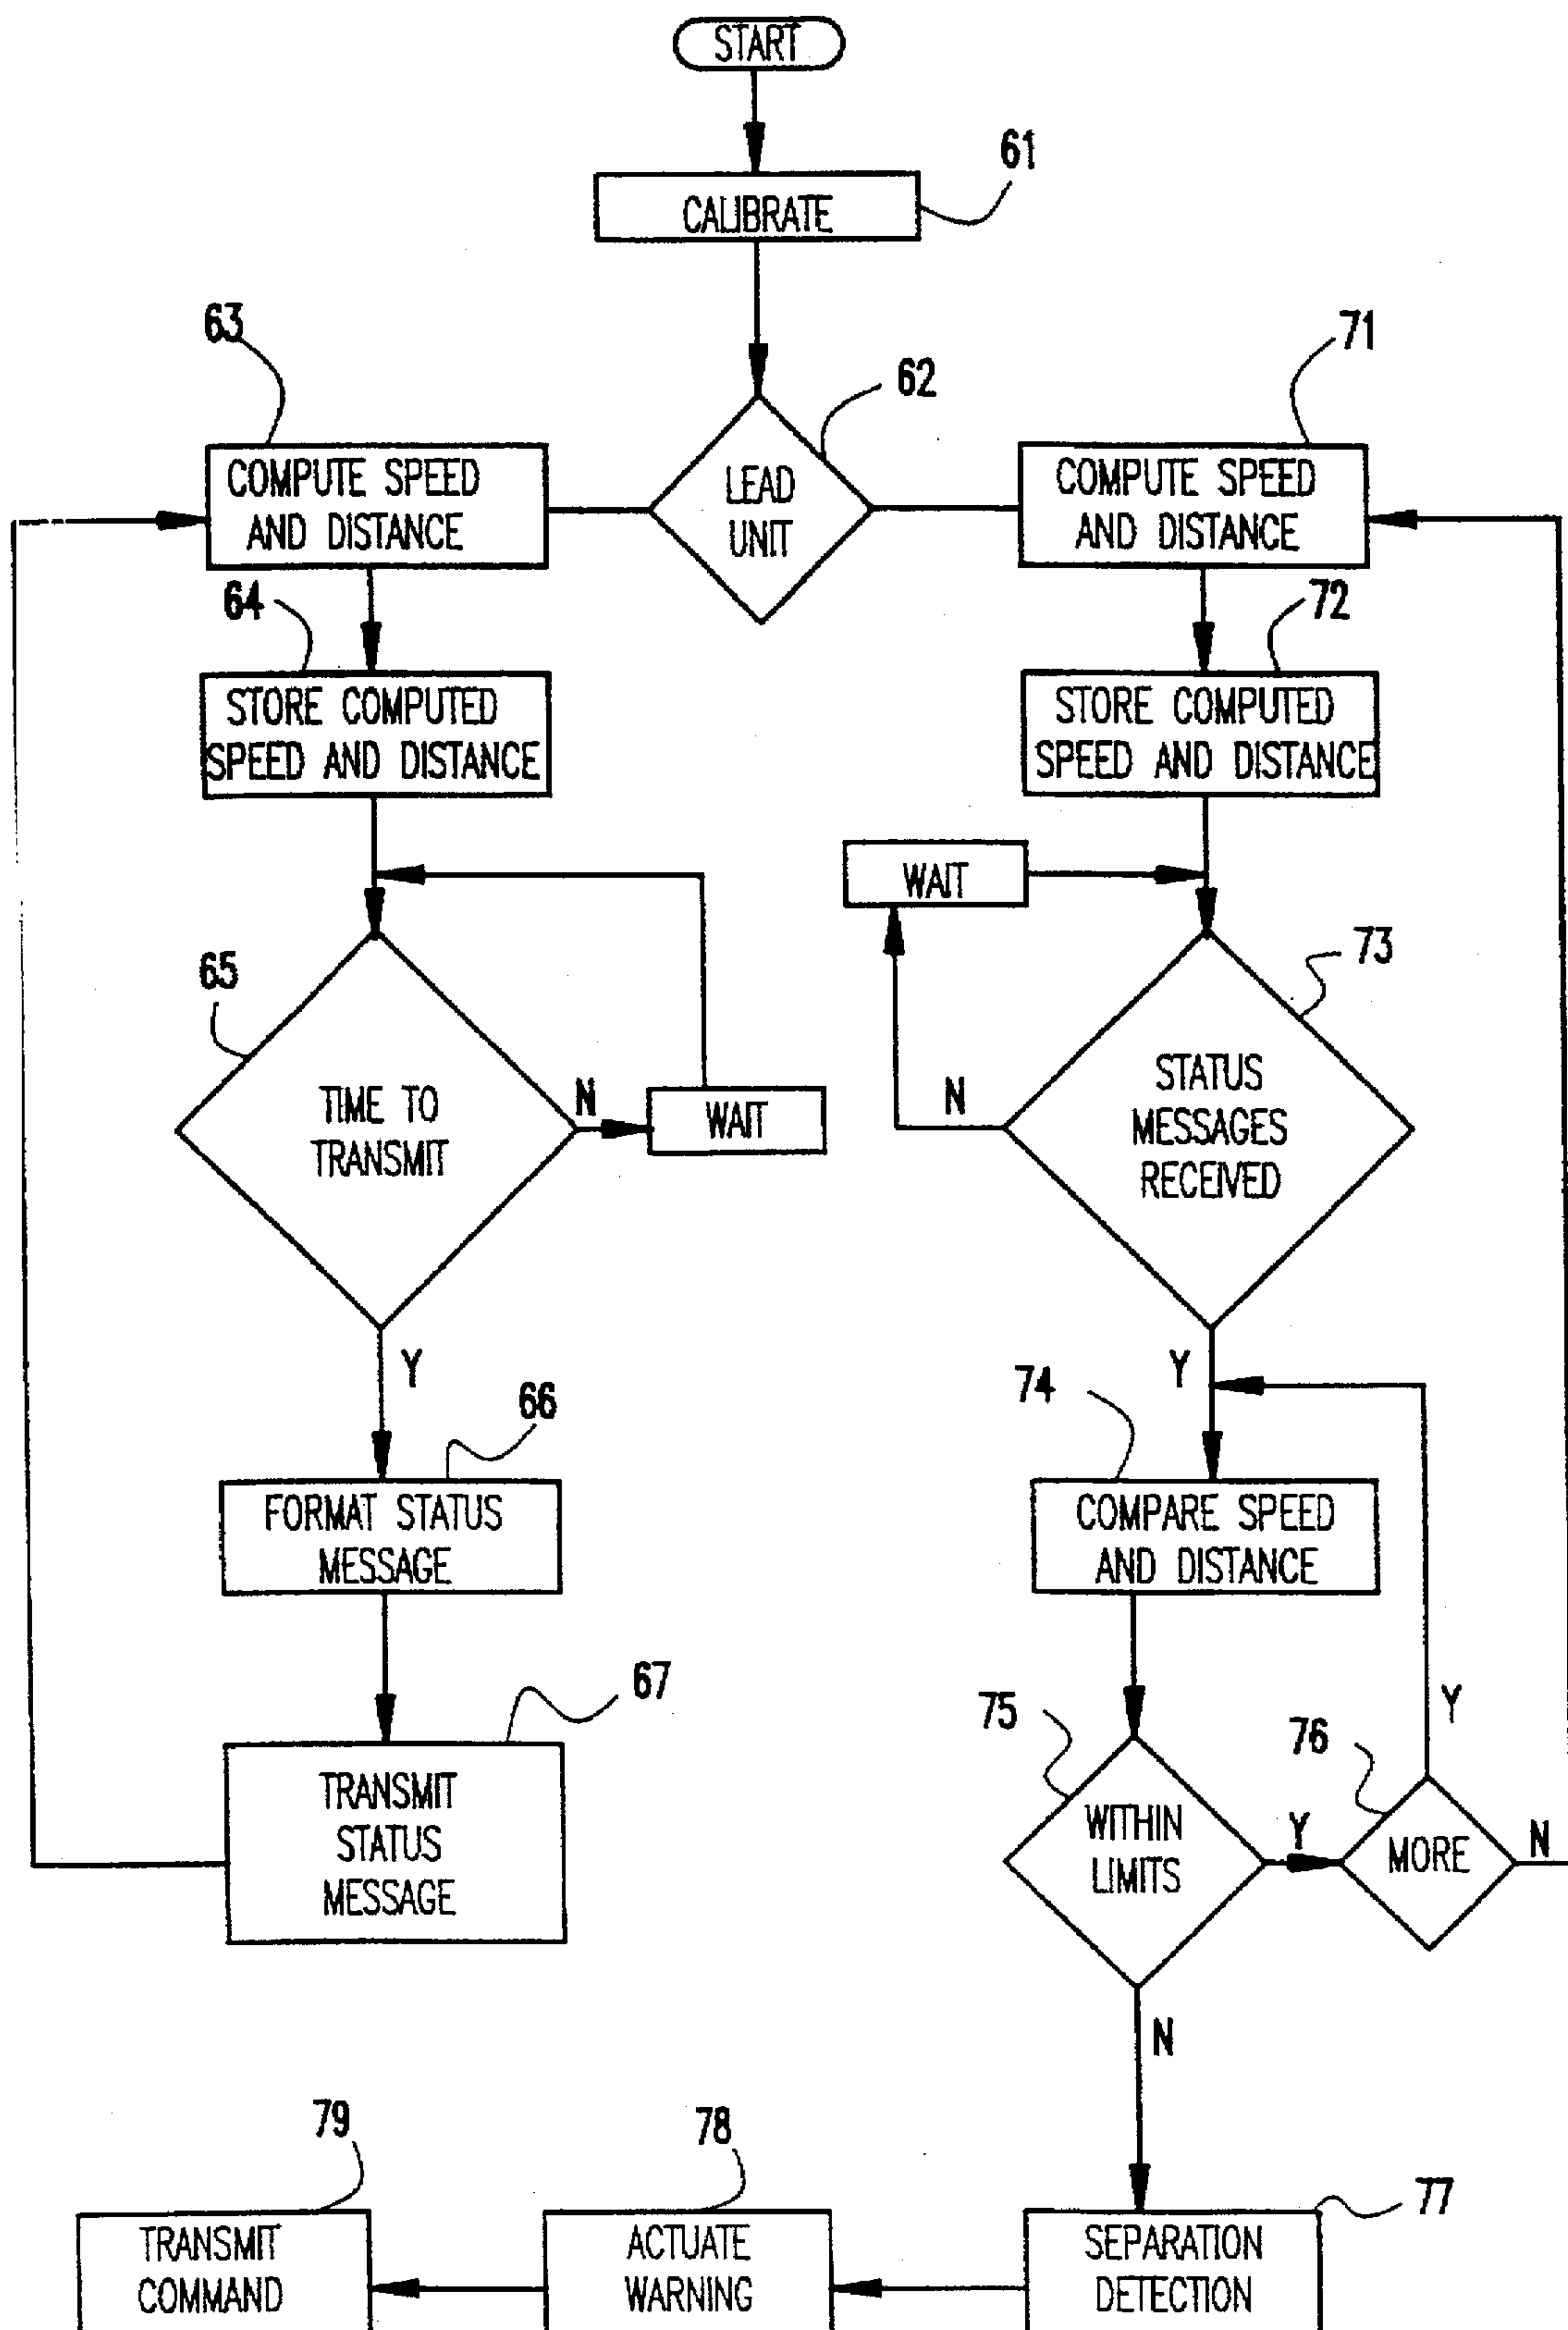 START
61
CALIBRATE
63
71
62
COMPUTE SPEED
AND DISTANCE
LEAD
UNIT
COMPUTE SPEED
AND DISTANCE
64
72
STORE COMPUTED
SPEED AND DISTANCE
STORE COMPUTED
SPEED AND DISTANCE
WAIT
65
73
TIME TO
TRANSMIT
N
WAIT
N
STATUS
MESSAGES
RECEIVED
Y
Y
66
74
FORMAT STATUS
MESSAGE
COMPARE SPEED
AND DISTANCE
67
75
76
Y
TRANSMIT
STATUS
MESSAGE
WITHIN
LIMITS
Y
MORE
N
N
79
78
77
TRANSMIT
COMMAND
ACTUATE
WARNING
SEPARATION
DETECTION